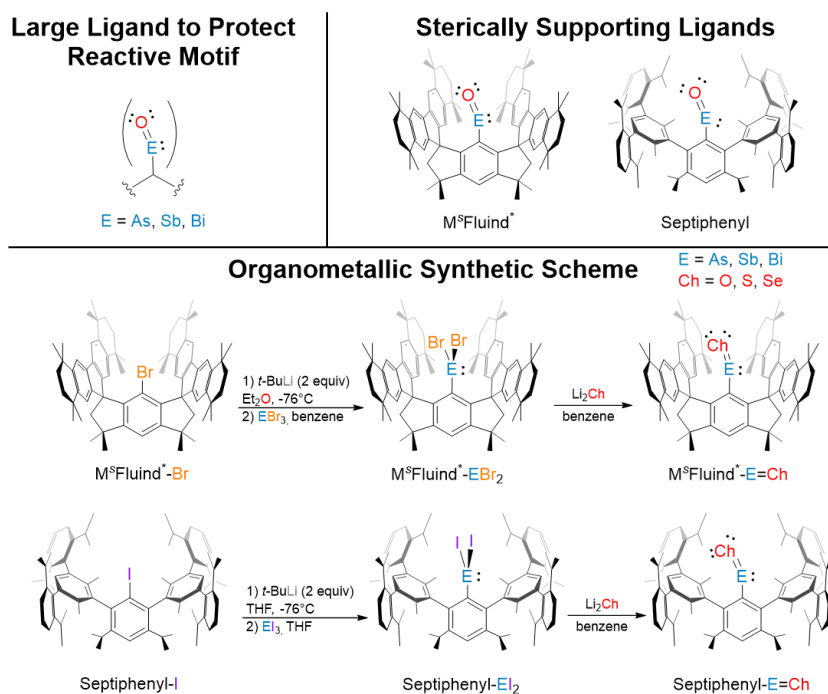 Large Ligand to Protect
Reactive Motif
O
E
E = As, Sb, Bi
Sterically Supporting Ligands
O
E
MˢFluind*
O
E
Septiphenyl
Organometallic Synthetic Scheme
E = As, Sb, Bi
Ch = O, S, Se
Br
MˢFluind*-Br
1) t-BuLi (2 equiv)
Et₂O, -76°C
2) EBr₃, benzene
Br Br
E
MˢFluind*-EBr₂
Li₂Ch
benzene
Ch
E
MˢFluind*-E=Ch
I
Septiphenyl-I
1) t-BuLi (2 equiv)
THF, -76°C
2) EI₃, THF
I I
E
Septiphenyl-EI₂
Li₂Ch
benzene
Ch
E
Septiphenyl-E=Ch